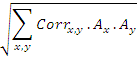 √∑x,y Corrx,y . Ax . Ay